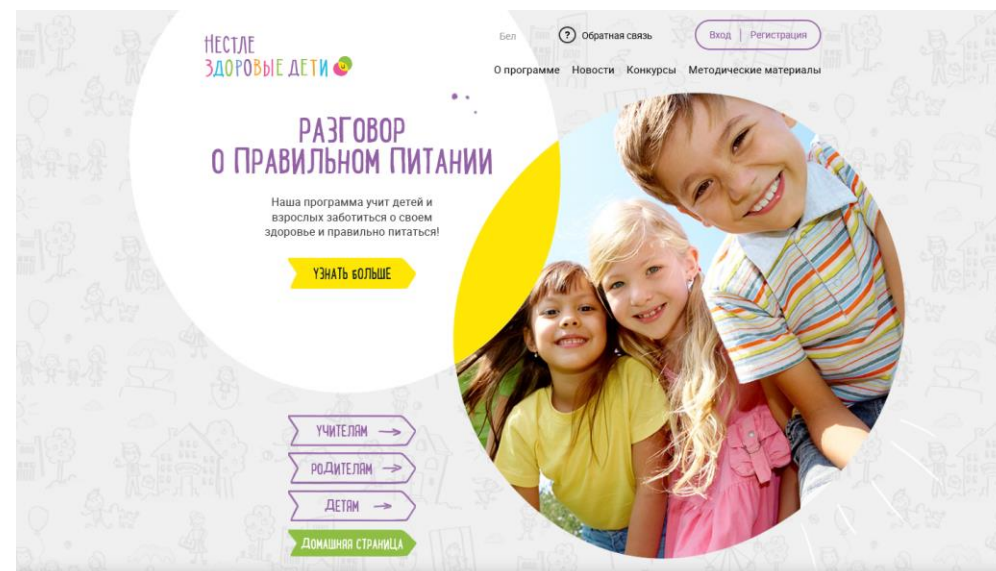 Нестле
Здоровые дети
Бел
? Обратная связь
Вход | Регистрация
О программе Новости Конкурсы Методические материалы
Разговор
о Правильном Питании
Наша программа учит детей и
взрослых заботиться о своем
здоровье и правильно питаться!
Узнать больше
Учителям
Родителям
Детям
Домашняя страница